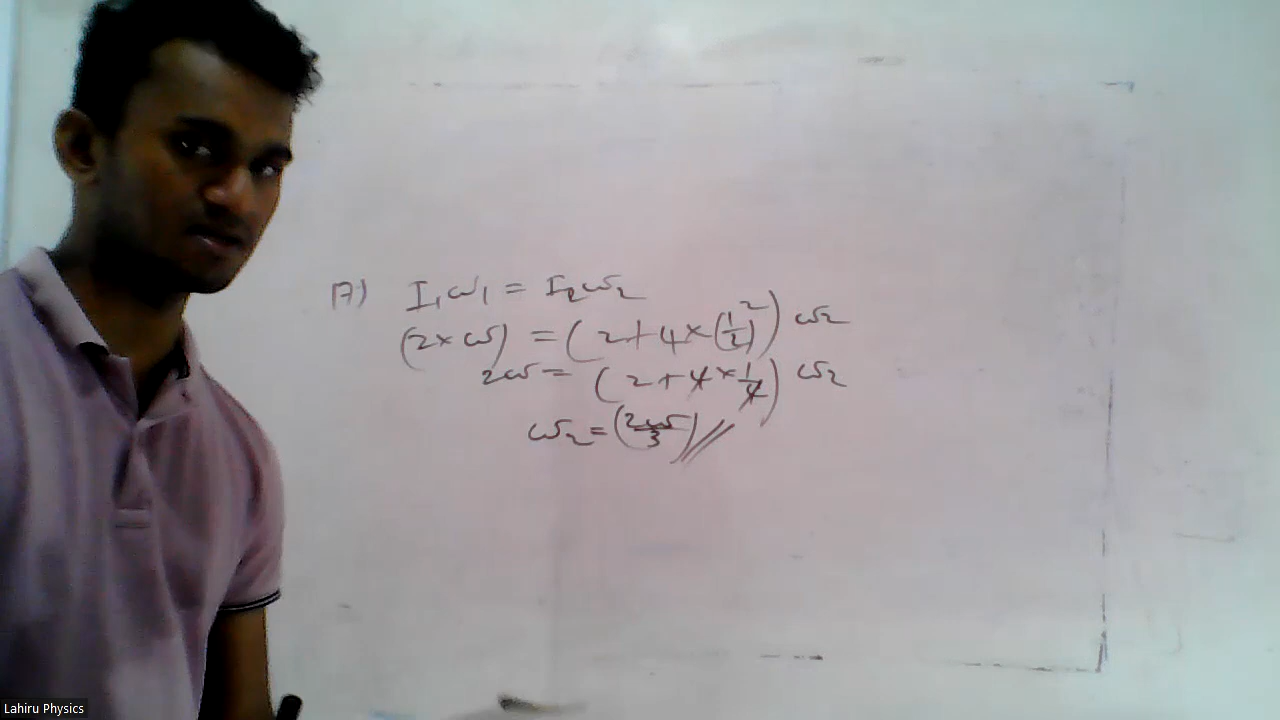 A) I₁ω₁ = I₂ω₂
(2×ω) = (2+4×(1/2)²) ω₂
2ω = (2+4×1/4) ω₂
ω₂ = (2ω/3)//
Lahiru Physics